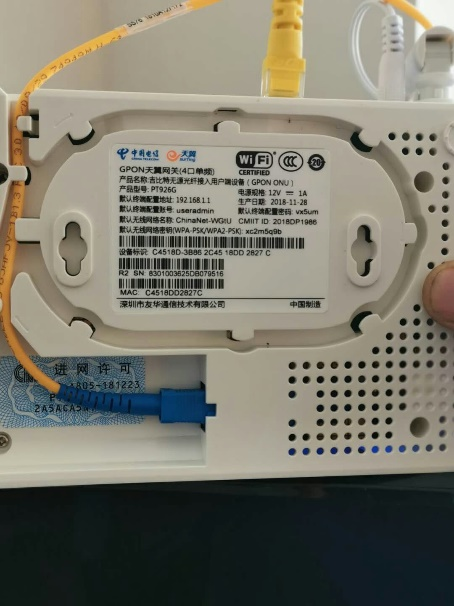 中国电信 天翼 WiFi CERTIFIED CCC 20
GPON天翼网关(4口单频)
产品名称:吉比特无源光纤接入用户端设备(GPON ONU)
产品型号: PT926G 电源规格: 12V 1A
默认终端配置地址: 192.168.1.1 生产日期: 2018-11-28
默认终端配置账号: useradmin 默认终端配置密码: vx5um
默认无线网络名称: ChinaNet-WGiU CMIIT ID 2018DP1986
默认无线网络密钥(WPA-PSK/WPA2-PSK): xc2m5q9b
设备标识: C4518D-3B86 2C45 18DD 2827 C
R2 SN: 8301003625DB079516
MAC: C4518DD2827C
深圳市友华通信技术有限公司 中国制造
进网许可